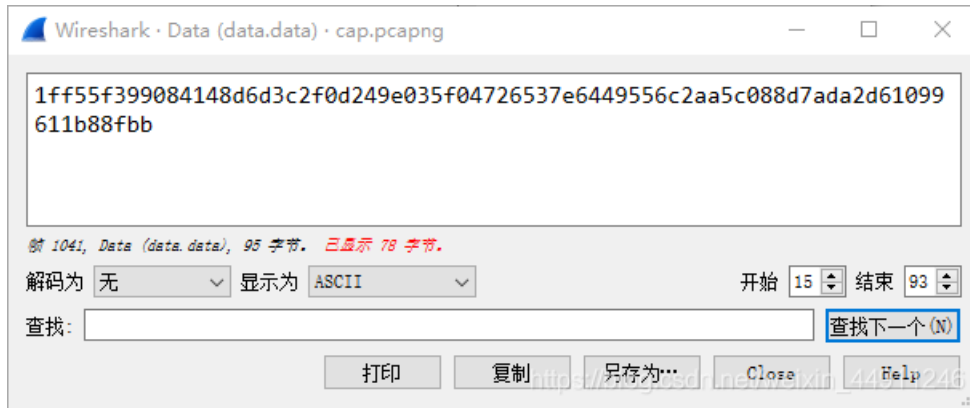 Wireshark · Data (data.data) · cap.pcapng
1ff55f399084148d6d3c2f0d249e035f04726537e6449556c2aa5c088d7ada2d61099
611b88fbb
帧 1041, Data (data.data), 95 字节. 已显示 78 字节.
解码为 无 显示为 ASCII 开始 15 结束 93
查找: 查找下一个(N)
打印 复制 另存为… Close Help